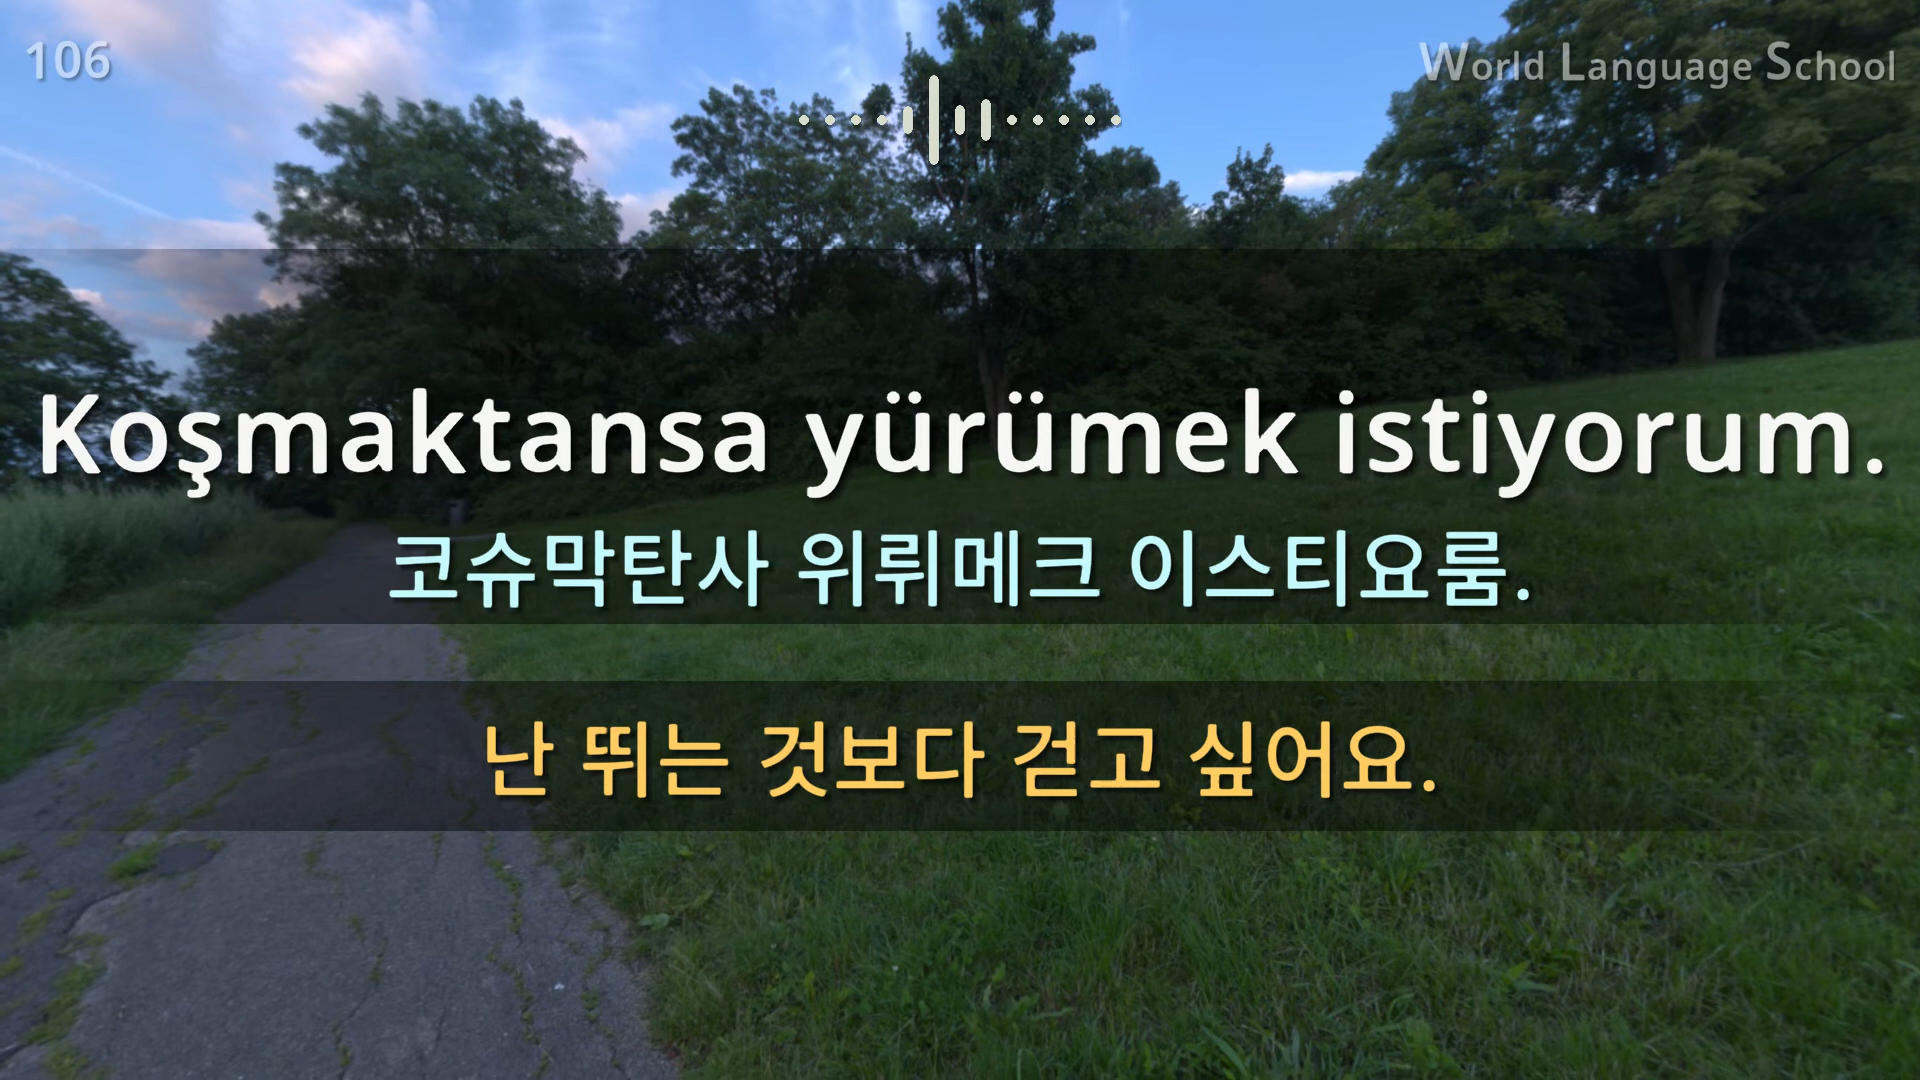 106
World Language School
Koşmaktansa yürümek istiyorum.
코슈막탄사 위뤼메크 이스티요룸.
난 뛰는 것보다 걷고 싶어요.